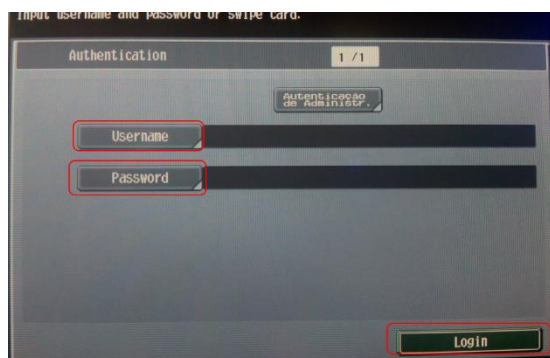 Input username and password or swipe card.
Authentication
1 /1
Autenticação
de Administr.
Username
Password
Login